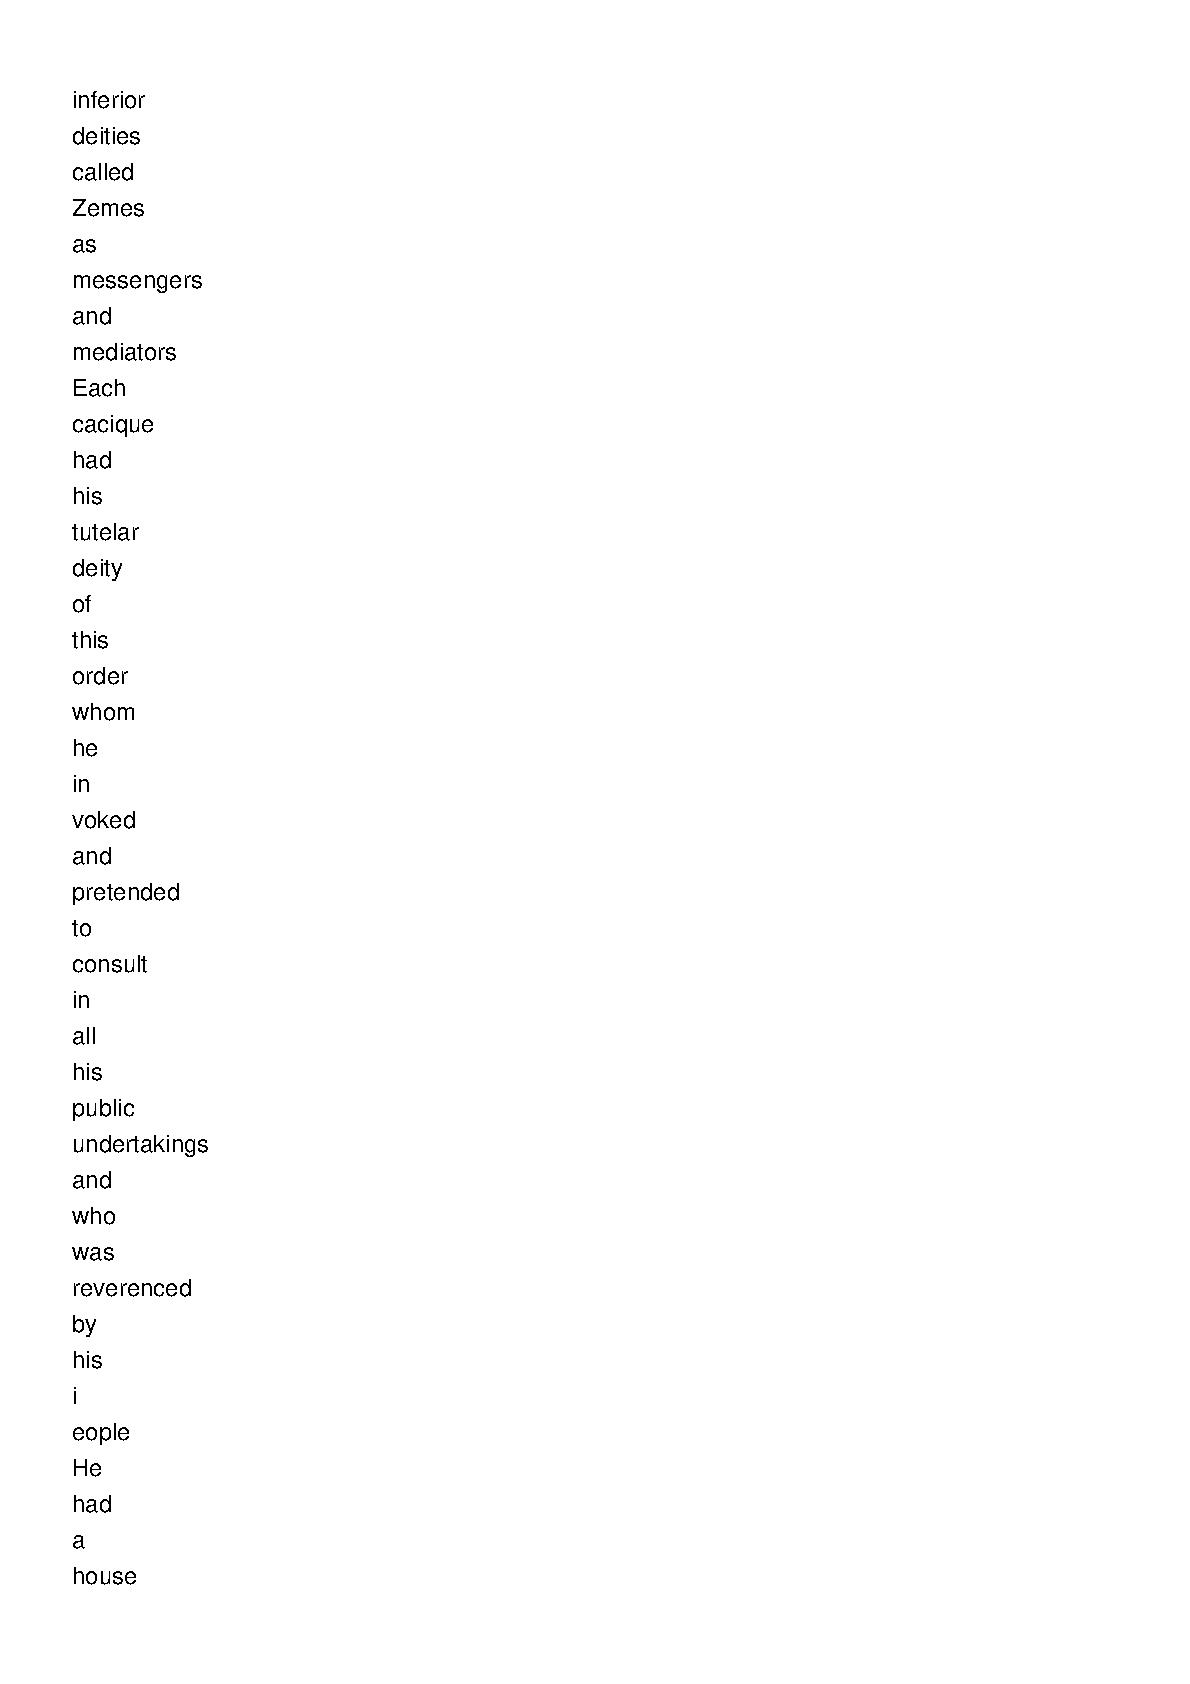 inferior
deities
called
Zemes
as
messengers
and
mediators
Each
cacique
had
his
tutelar
deity
of
this
order
whom
he
in
voked
and
pretended
to
consult
in
all
his
public
undertakings
and
who
was
reverenced
by
his
i
eople
He
had
a
house